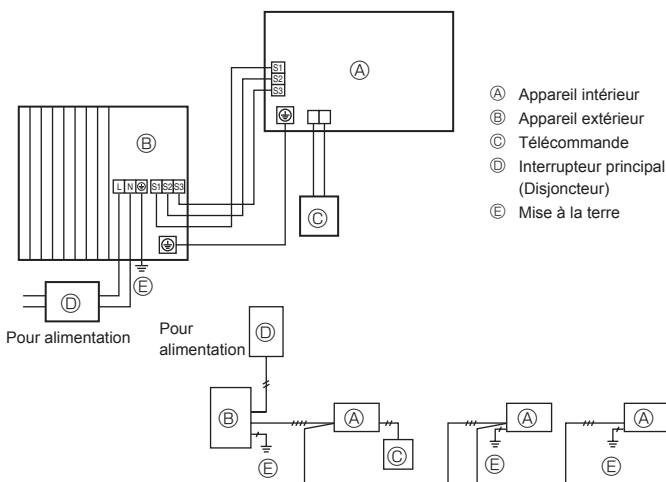 S1
S2
S3
Ⓐ
Ⓑ
L N S1 S2 S3
Ⓒ
Ⓔ
Ⓓ
Pour alimentation
Ⓐ Appareil intérieur
Ⓑ Appareil extérieur
Ⓒ Télécommande
Ⓓ Interrupteur principal
(Disjoncteur)
Ⓔ Mise à la terre
Pour
alimentation
Ⓓ
Ⓑ
Ⓐ
Ⓐ
Ⓐ
Ⓒ
Ⓔ
Ⓔ
Ⓔ